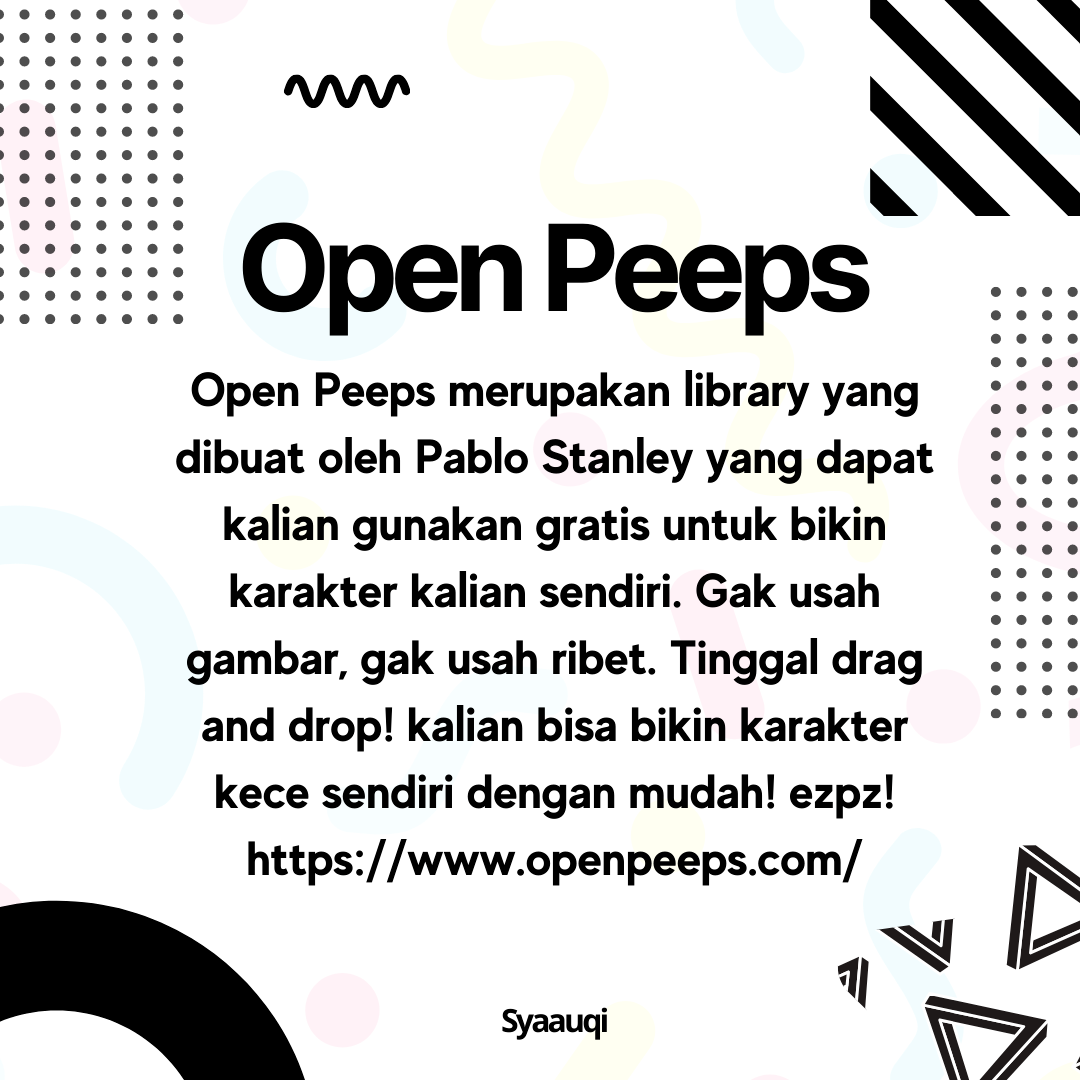 Open Peeps
Open Peeps merupakan library yang
dibuat oleh Pablo Stanley yang dapat
kalian gunakan gratis untuk bikin
karakter kalian sendiri. Gak usah
gambar, gak usah ribet. Tinggal drag
and drop! kalian bisa bikin karakter
kece sendiri dengan mudah! ezpz!
https://www.openpeeps.com/
Syaauqi